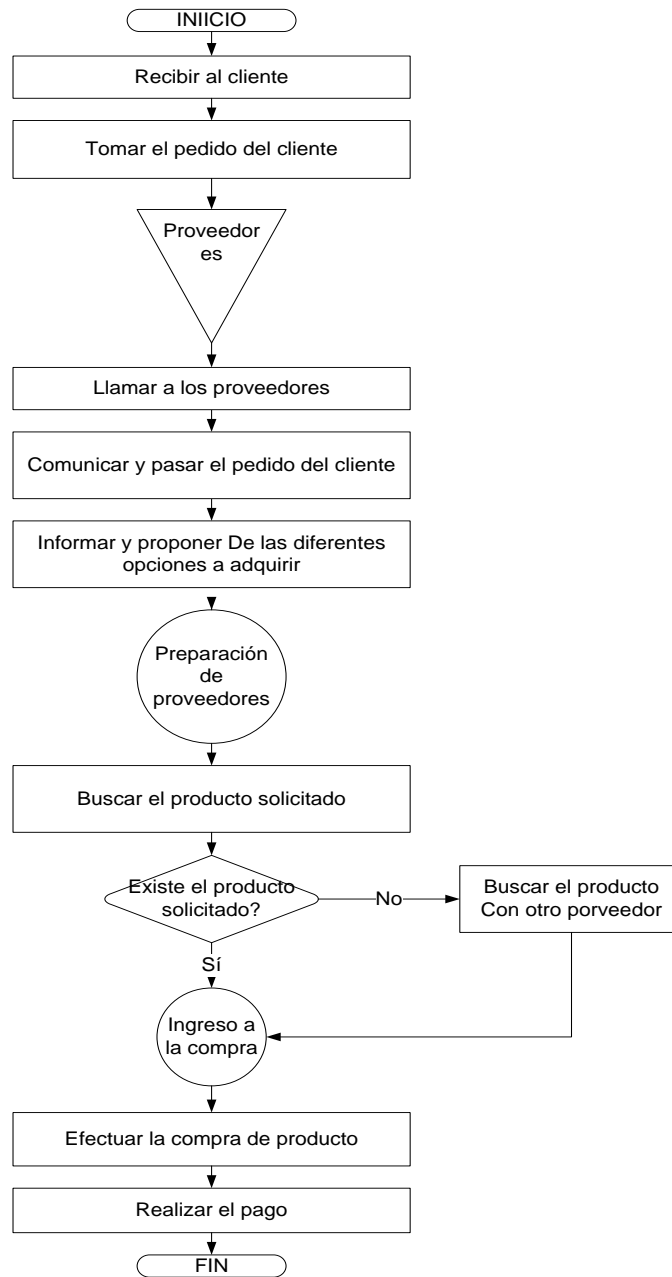 INIICIO
Recibir al cliente
Tomar el pedido del cliente
Proveedor
es
Llamar a los proveedores
Comunicar y pasar el pedido del cliente
Informar y proponer De las diferentes
opciones a adquirir
Preparación
de
proveedores
Buscar el producto solicitado
Existe el producto
solicitado?
No
Buscar el producto
Con otro porveedor
Sí
Ingreso a
la compra
Efectuar la compra de producto
Realizar el pago
FIN